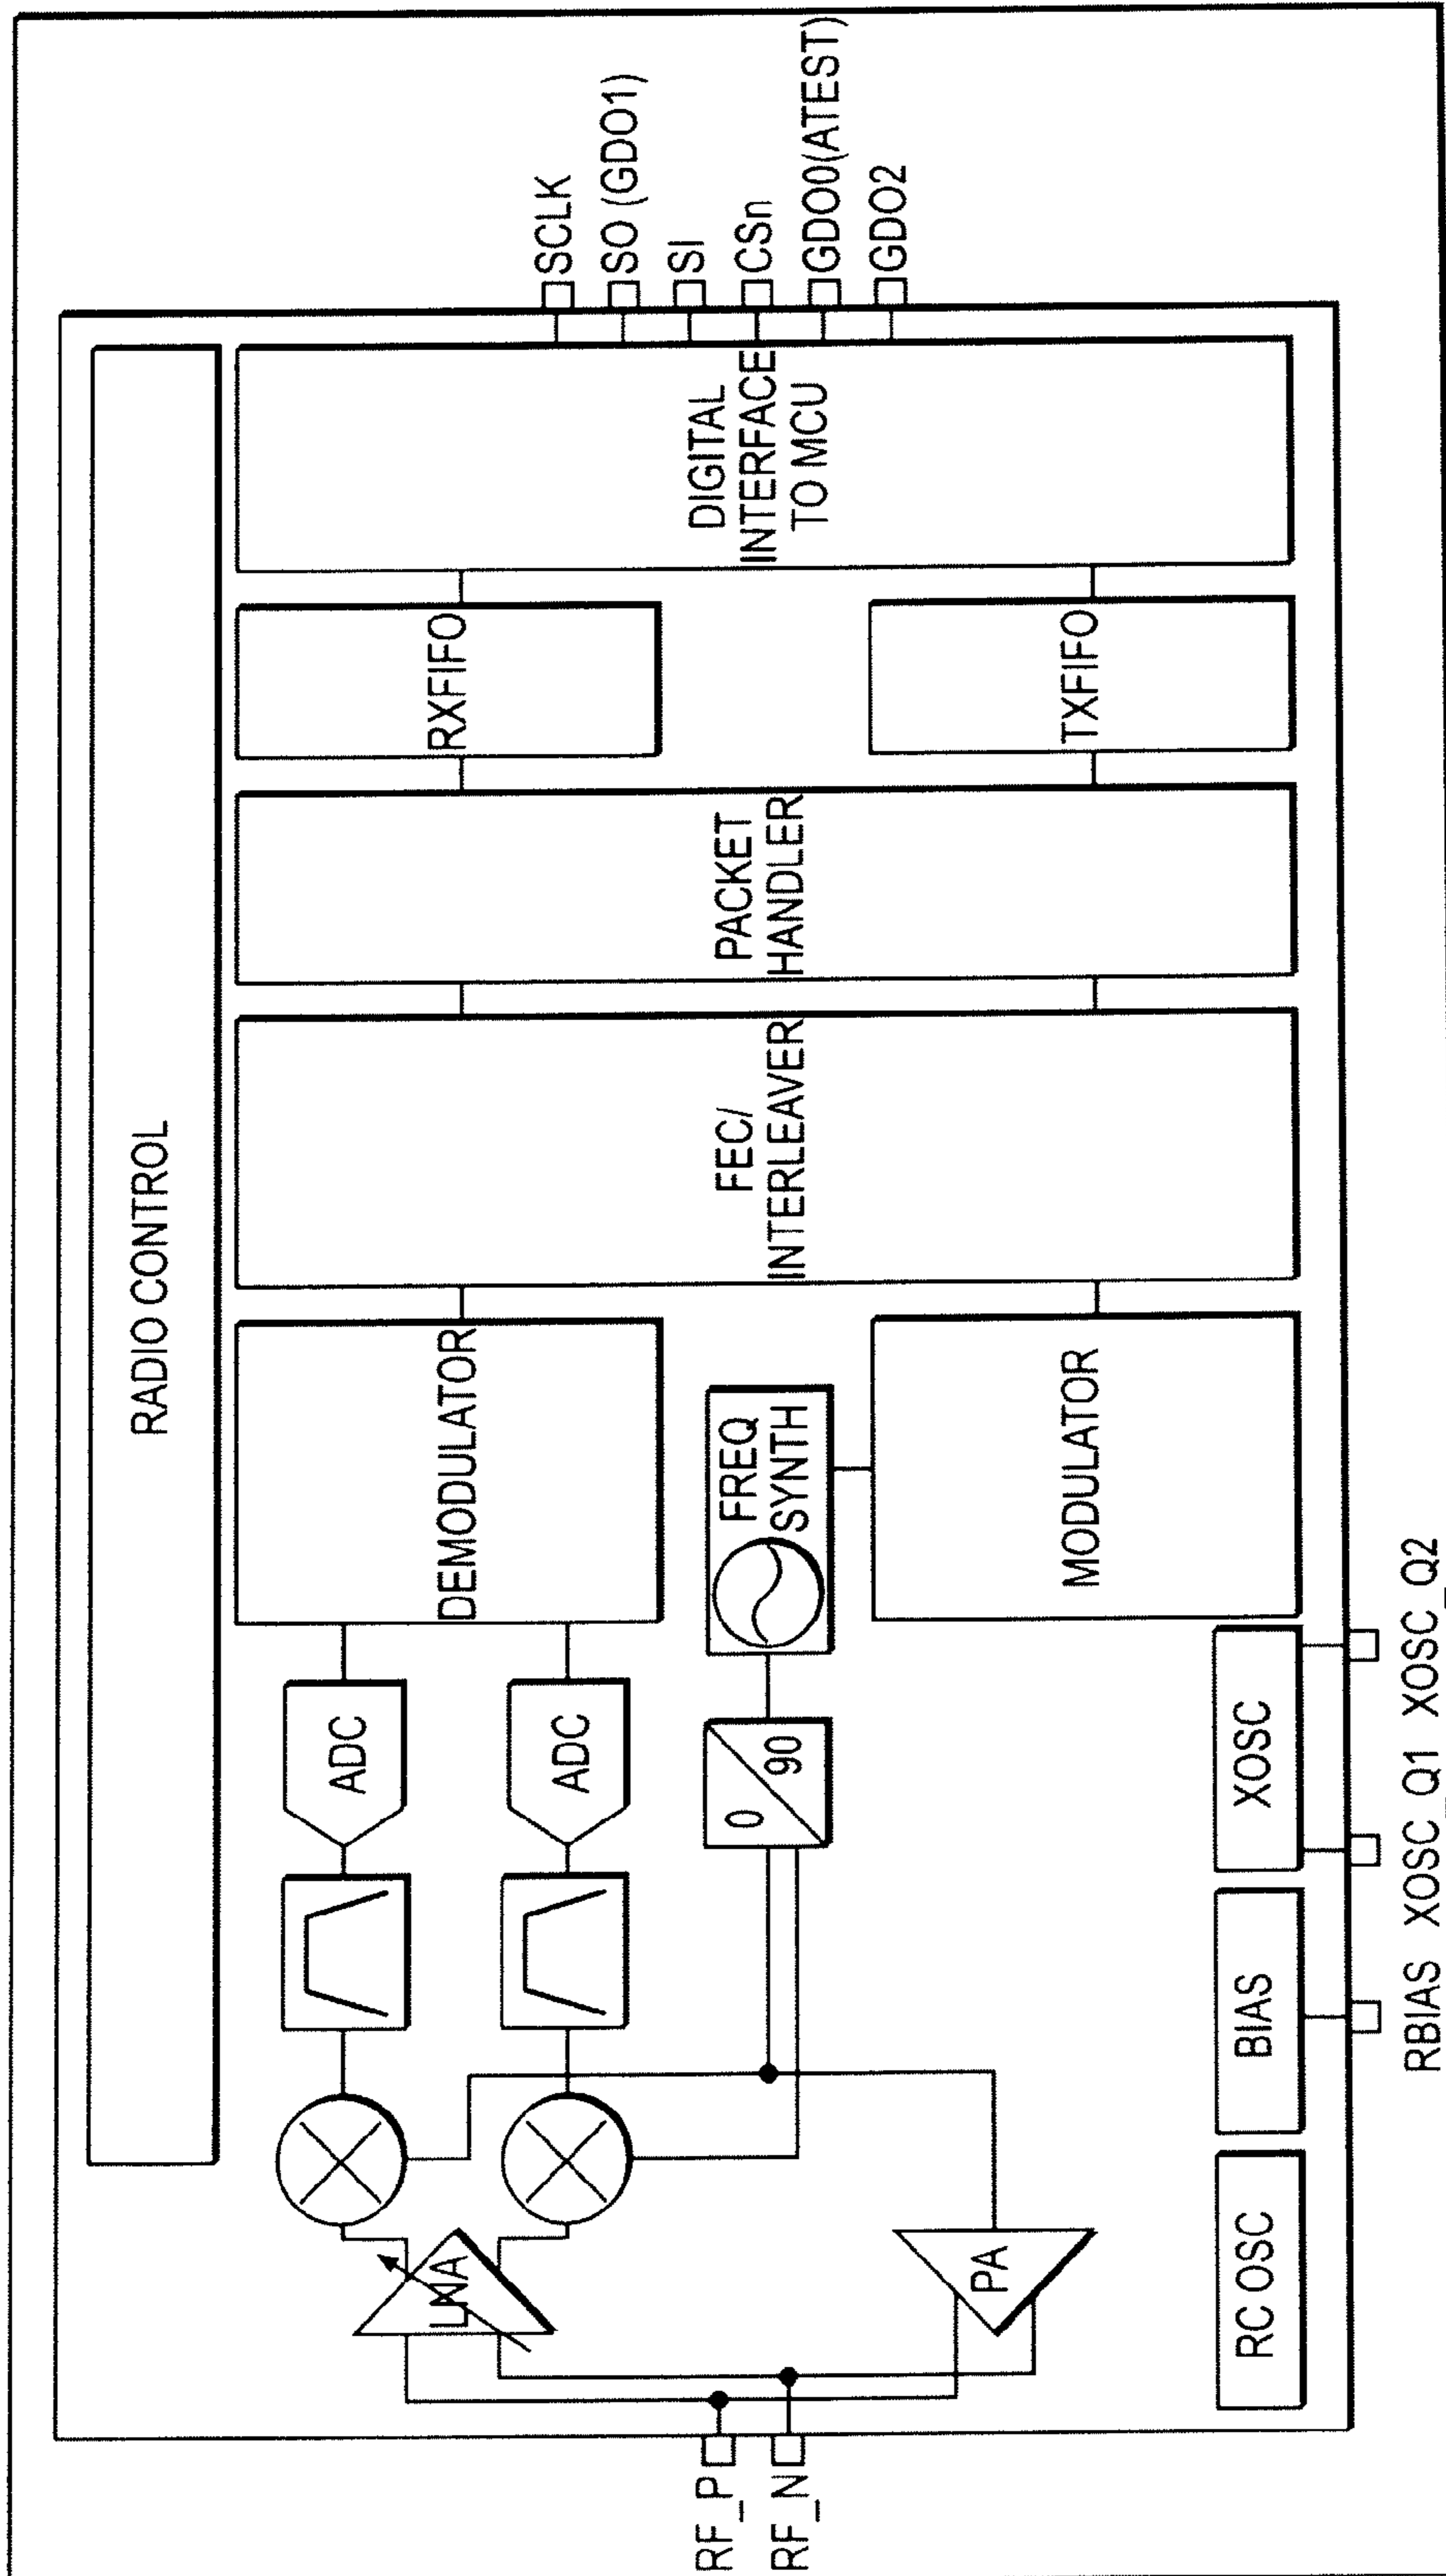 RADIO CONTROL
LNA
ADC
ADC
DEMODULATOR
0
90
FREQ
SYNTH
MODULATOR
FEC/
INTERLEAVER
PACKET
HANDLER
RXFIFO
TXFIFO
DIGITAL
INTERFACE
TO MCU
SCLK
SO (GDO1)
SI
CSn
GDO0(ATEST)
GDO2
RF_P
RF_N
PA
RC OSC
BIAS
XOSC
RBIAS XOSC_Q1 XOSC_Q2